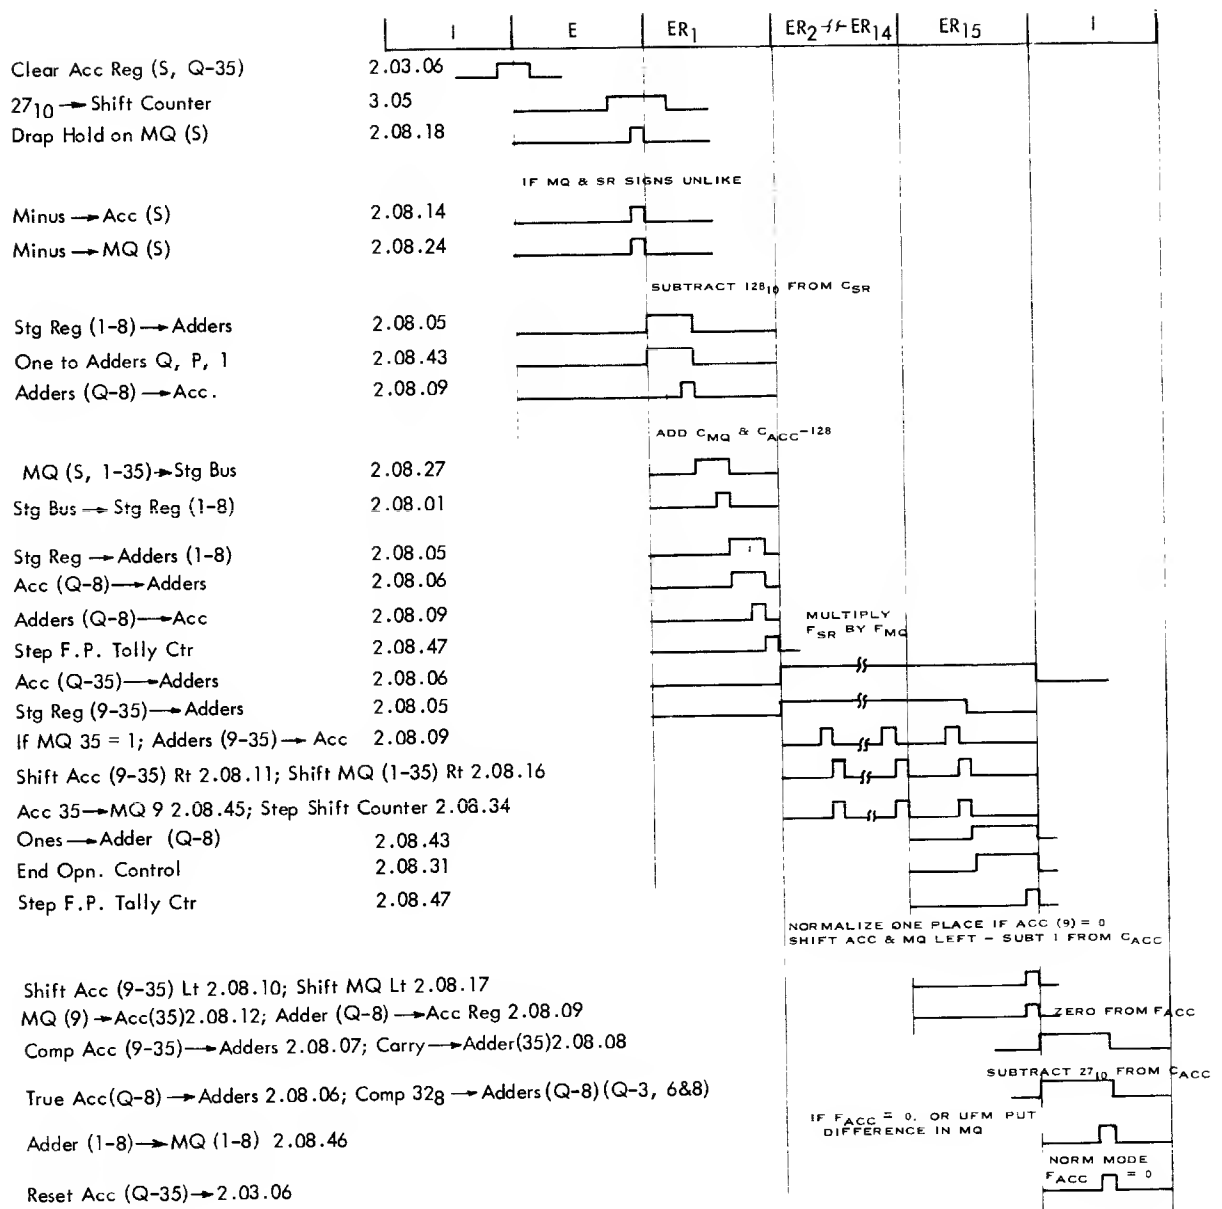 I E ER1 ER2 ER14 ER15 I
Clear Acc Reg (S, Q-35) 2.03.06
2710 → Shift Counter 3.05
Drap Hold on MQ (S) 2.08.18
IF MQ & SR SIGNS UNLIKE
Minus → Acc (S) 2.08.14
Minus → MQ (S) 2.08.24
SUBTRACT 12810 FROM CSR
Stg Reg (1-8) → Adders 2.08.05
One to Adders Q, P, 1 2.08.43
Adders (Q-8) → Acc. 2.08.09
ADD CMQ & CACC-128
MQ (S, 1-35) → Stg Bus 2.08.27
Stg Bus → Stg Reg (1-8) 2.08.01
Stg Reg → Adders (1-8) 2.08.05
Acc (Q-8) → Adders 2.08.06
Adders (Q-8) → Acc 2.08.09
MULTIPLY
FSR BY FMQ
Step F.P. Tolly Ctr 2.08.47
Acc (Q-35) → Adders 2.08.06
Stg Reg (9-35) → Adders 2.08.05
If MQ 35 = 1; Adders (9-35) → Acc 2.08.09
Shift Acc (9-35) Rt 2.08.11; Shift MQ (1-35) Rt 2.08.16
Acc 35 → MQ 9 2.08.45; Step Shift Counter 2.08.34
Ones → Adder (Q-8) 2.08.43
End Opn. Control 2.08.31
Step F.P. Tally Ctr 2.08.47
NORMALIZE ONE PLACE IF ACC (9) = 0
SHIFT ACC & MQ LEFT - SUBT 1 FROM CACC
Shift Acc (9-35) Lt 2.08.10; Shift MQ Lt 2.08.17
MQ (9) → Acc(35)2.08.12; Adder (Q-8) → Acc Reg 2.08.09
ZERO FROM FACC
Comp Acc (9-35) → Adders 2.08.07; Carry → Adder(35)2.08.08
SUBTRACT 2710 FROM CACC
True Acc(Q-8) → Adders 2.08.06; Comp 328 → Adders (Q-8) (Q-3, 6&8)
IF FACC = 0, OR UFM PUT
DIFFERENCE IN MQ
Adder (1-8) → MQ (1-8) 2.08.46
NORM MODE
FACC = 0
Reset Acc (Q-35) → 2.03.06